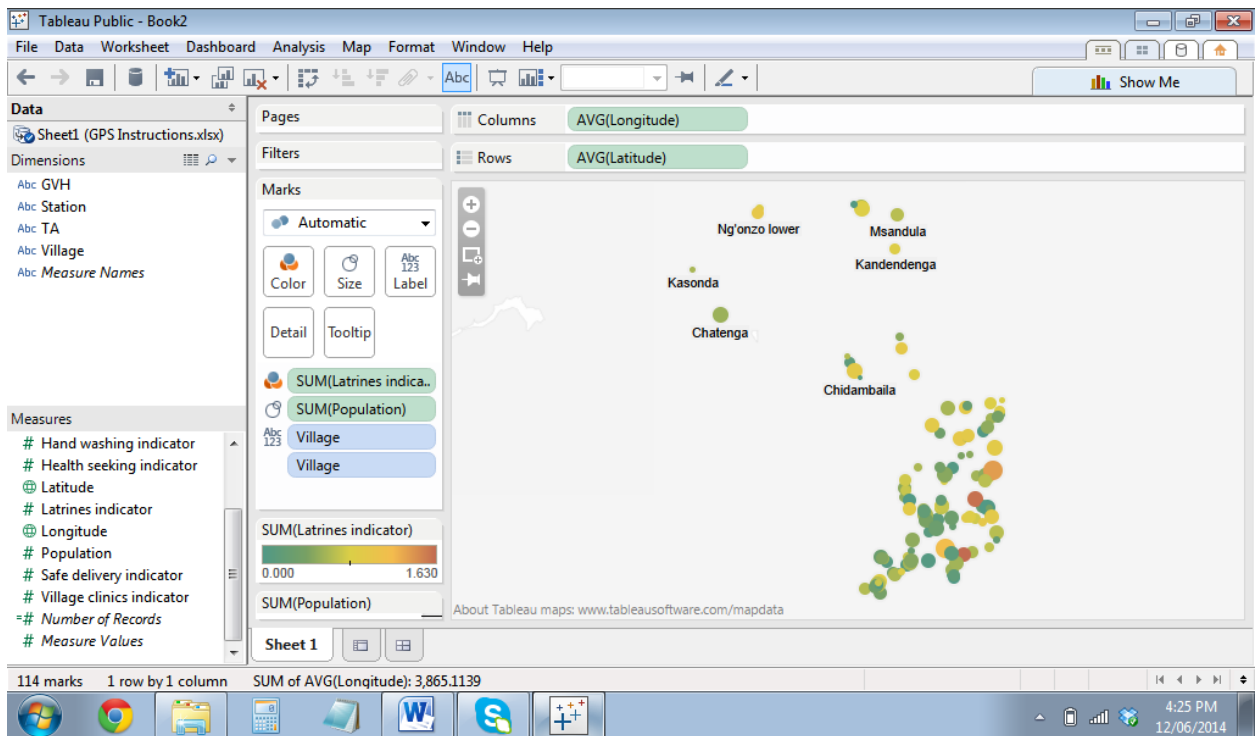 Tableau Public - Book2
File Data Worksheet Dashboard Analysis Map Format Window Help
Abc
Show Me
Data
Sheet1 (GPS Instructions.xlsx)
Dimensions
Abc GVH
Abc Station
Abc TA
Abc Village
Abc Measure Names
Measures
# Hand washing indicator
# Health seeking indicator
Latitude
# Latrines indicator
Longitude
# Population
# Safe delivery indicator
# Village clinics indicator
=# Number of Records
# Measure Values
Pages
Filters
Marks
Automatic
Color
Size
Abc
123
Label
Detail
Tooltip
SUM(Latrines indica..
SUM(Population)
Abc
123
Village
Village
SUM(Latrines indicator)
0.000 1.630
SUM(Population)
Columns AVG(Longitude)
Rows AVG(Latitude)
Ng'onzo lower
Msandula
Kandendenga
Kasonda
Chatenga
Chidambaila
About Tableau maps: www.tableausoftware.com/mapdata
Sheet 1
114 marks 1 row by 1 column SUM of AVG(Longitude): 3,865.1139
W
S
4:25 PM
12/06/2014